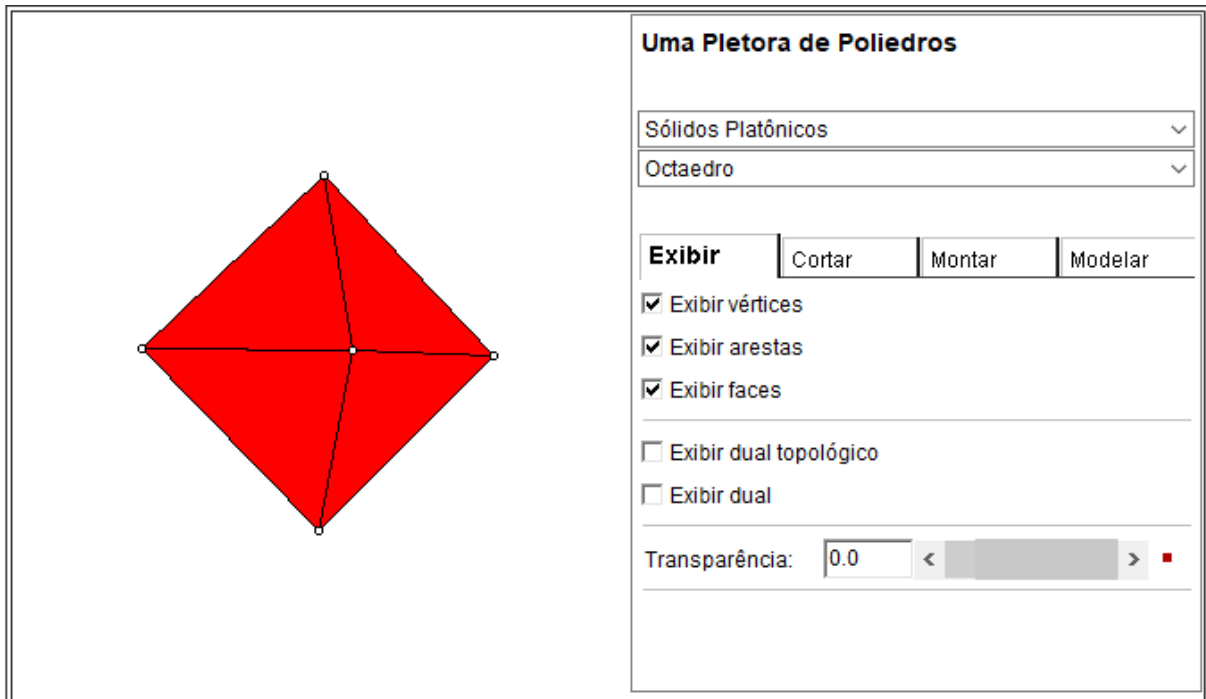 Uma Pletora de Poliedros
Sólidos Platônicos
Octaedro
Exibir Cortar Montar Modelar
Exibir vértices
Exibir arestas
Exibir faces
Exibir dual topológico
Exibir dual
Transparência: 0.0